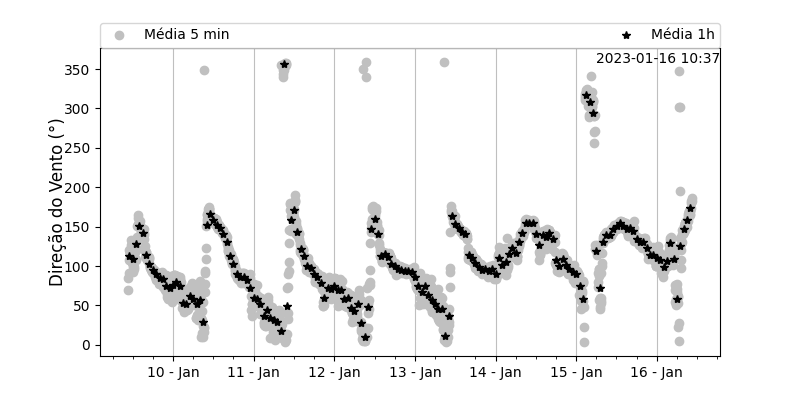 Média 5 min
Média 1h
2023-01-16 10:37
Direção do Vento (°)
350
300
250
200
150
100
50
0
10 - Jan
11 - Jan
12 - Jan
13 - Jan
14 - Jan
15 - Jan
16 - Jan